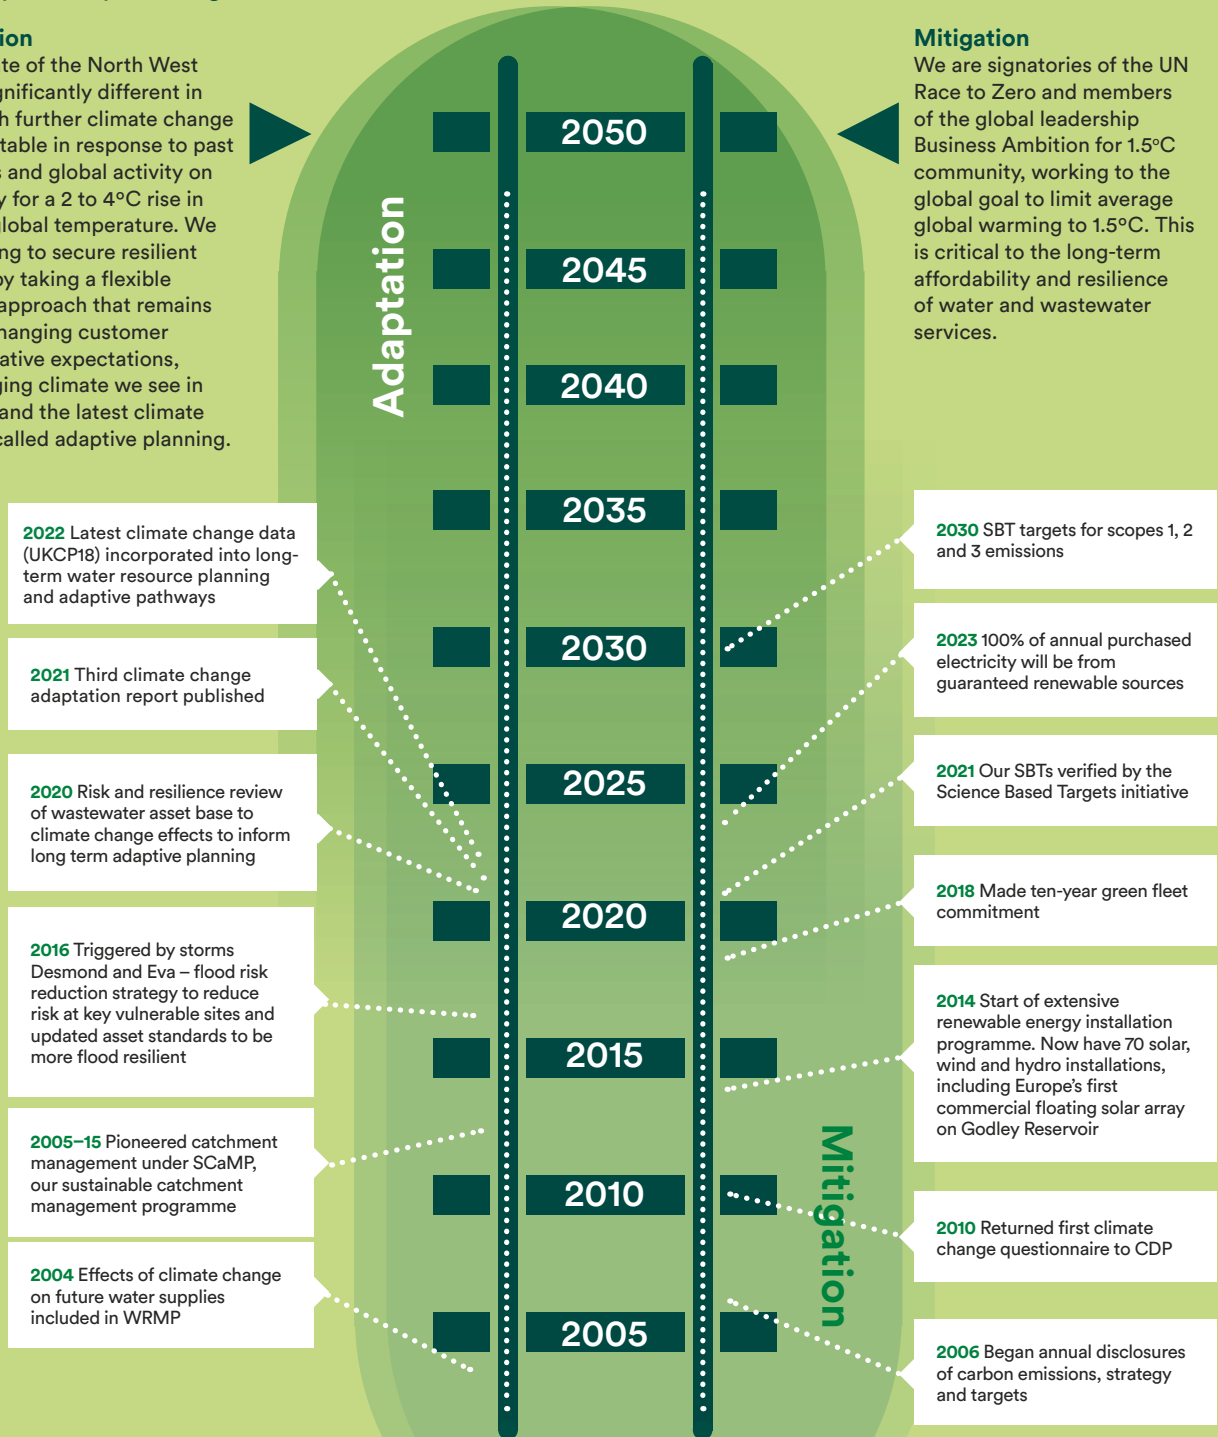 ion
te of the North West
gnificantly different in
h further climate change
table in response to past
s and global activity on
y for a 2 to 4ºC rise in
global temperature. We
ng to secure resilient
by taking a flexible
approach that remains
hanging customer
ative expectations,
ging climate we see in
and the latest climate
called adaptive planning.
Mitigation
We are signatories of the UN
Race to Zero and members
of the global leadership
Business Ambition for 1.5ºC
community, working to the
global goal to limit average
global warming to 1.5ºC. This
is critical to the long-term
affordability and resilience
of water and wastewater
services.
Adaptation
2050
2045
2040
2035
2030
2025
2020
2015
2010
2005
Mitigation
2022 Latest climate change data
(UKCP18) incorporated into long-
term water resource planning
and adaptive pathways
2021 Third climate change
adaptation report published
2020 Risk and resilience review
of wastewater asset base to
climate change effects to inform
long term adaptive planning
2016 Triggered by storms
Desmond and Eva – flood risk
reduction strategy to reduce
risk at key vulnerable sites and
updated asset standards to be
more flood resilient
2005–15 Pioneered catchment
management under SCaMP,
our sustainable catchment
management programme
2004 Effects of climate change
on future water supplies
included in WRMP
2030 SBT targets for scopes 1, 2
and 3 emissions
2023 100% of annual purchased
electricity will be from
guaranteed renewable sources
2021 Our SBTs verified by the
Science Based Targets initiative
2018 Made ten-year green fleet
commitment
2014 Start of extensive
renewable energy installation
programme. Now have 70 solar,
wind and hydro installations,
including Europe's first
commercial floating solar array
on Godley Reservoir
2010 Returned first climate
change questionnaire to CDP
2006 Began annual disclosures
of carbon emissions, strategy
and targets